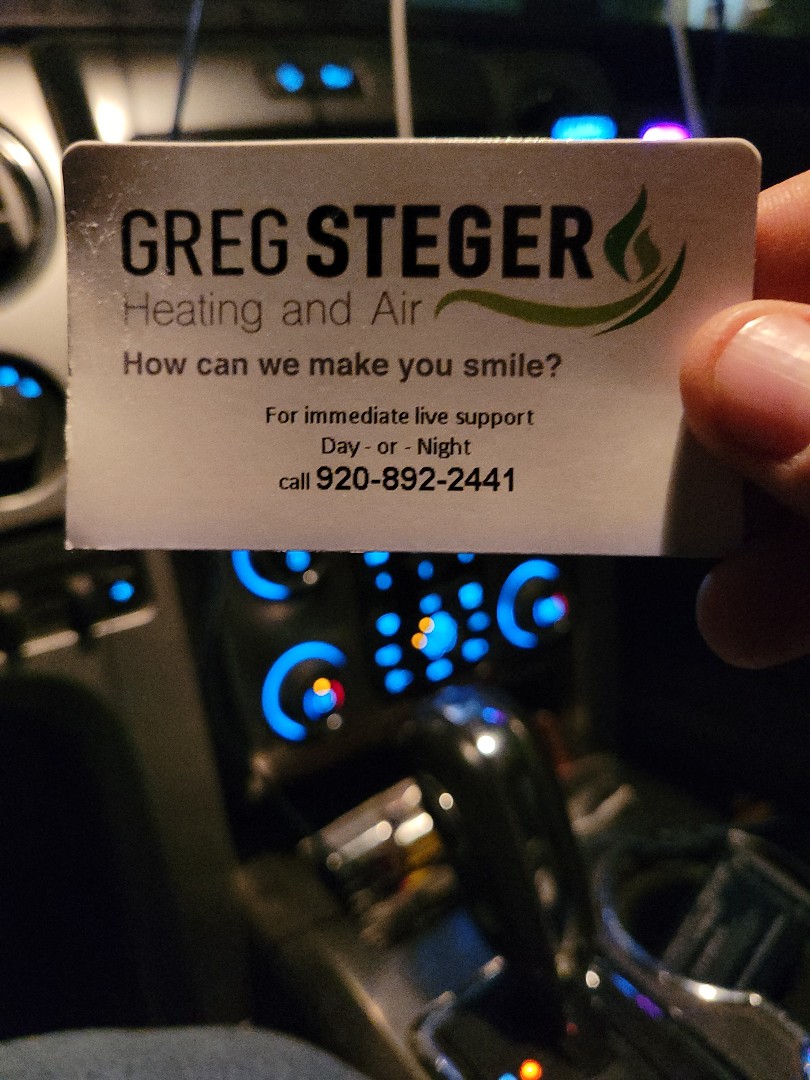 GREG STEGER
Heating and Air
How can we make you smile?
For immediate live support
Day - or - Night
call 920-892-2441